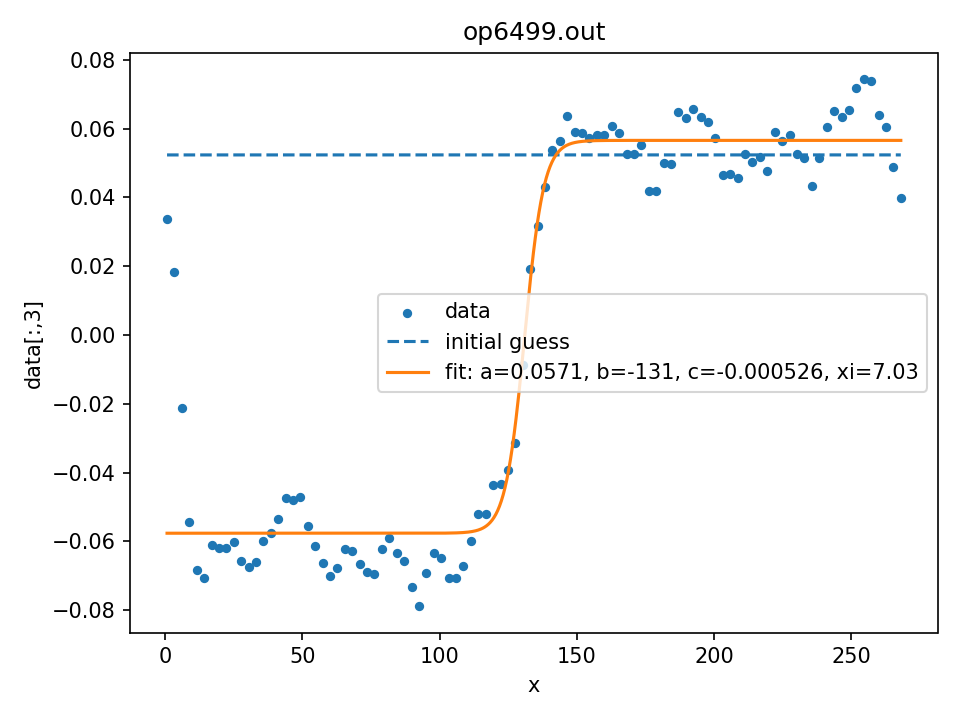 op6499.out
0.08
0.06
0.04
0.02
0.00
−0.02
−0.04
−0.06
−0.08
data[:,3]
data
initial guess
fit: a=0.0571, b=-131, c=-0.000526, xi=7.03
0 50 100 150 200 250
x